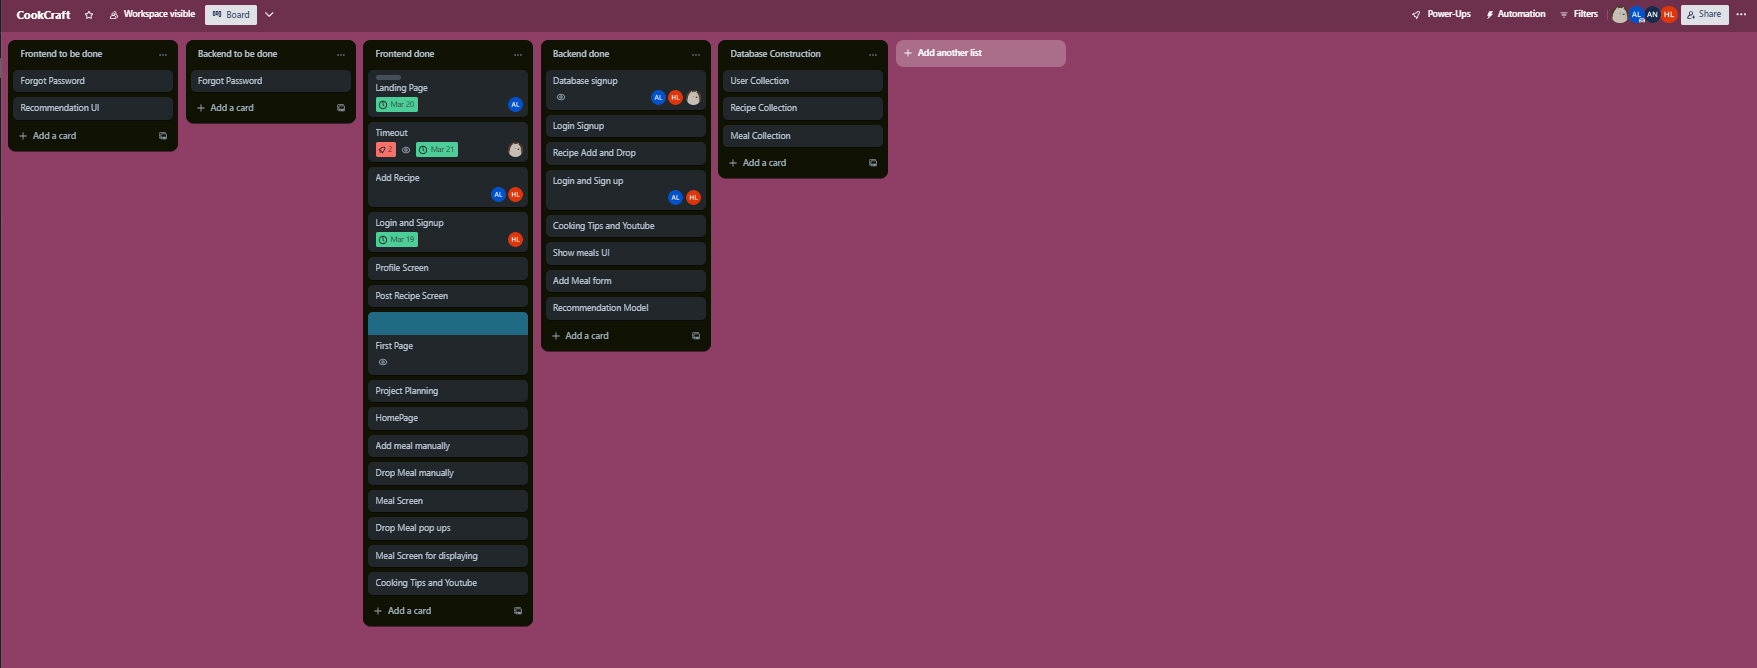 CookCraft
Workspace visible
Board
Power-Ups
Automation
Filters
AL
AN
HL
Share
Frontend to be done
Forgot Password
Recommendation UI
Add a card
Backend to be done
Forgot Password
Add a card
Frontend done
Landing Page
Mar 20
AL
Timeout
2
Mar 21
Add Recipe
AL
HL
Login and Signup
Mar 19
HL
Profile Screen
Post Recipe Screen
First Page
Project Planning
HomePage
Add meal manually
Drop Meal manually
Meal Screen
Drop Meal pop ups
Meal Screen for displaying
Cooking Tips and Youtube
Add a card
Backend done
Database signup
AL
HL
Login Signup
Recipe Add and Drop
Login and Sign up
AL
HL
Cooking Tips and Youtube
Show meals UI
Add Meal form
Recommendation Model
Add a card
Database Construction
User Collection
Recipe Collection
Meal Collection
Add a card
Add another list